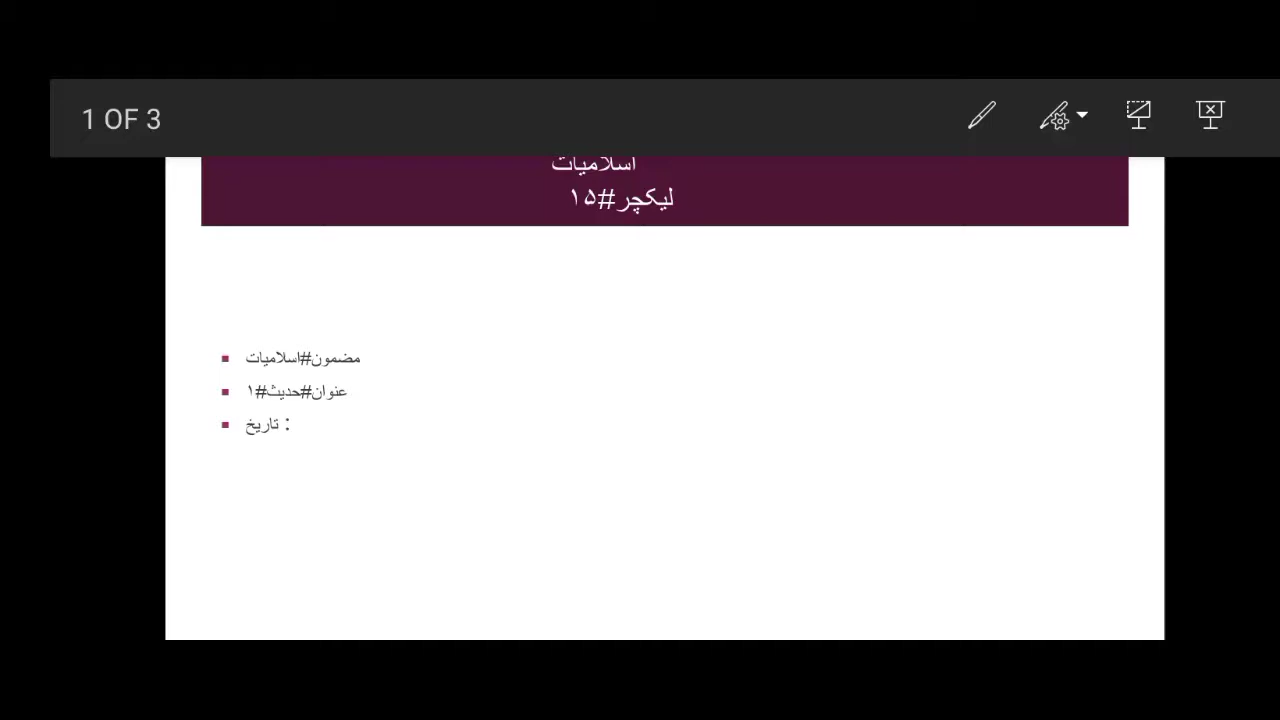 1 OF 3
اسلامیات
لیکچر#۱۵
مضمون#اسلامیات
عنوان#حدیث#۱
تاریخ :